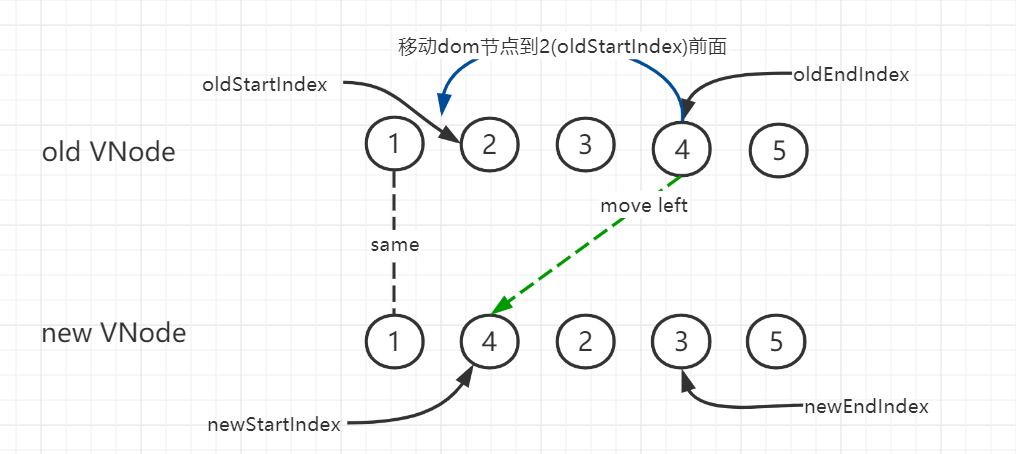 移动dom节点到2(oldStartIndex)前面
oldStartIndex
oldEndIndex
old VNode
1
2
3
4
5
move left
same
new VNode
1
4
2
3
5
newStartIndex
newEndIndex